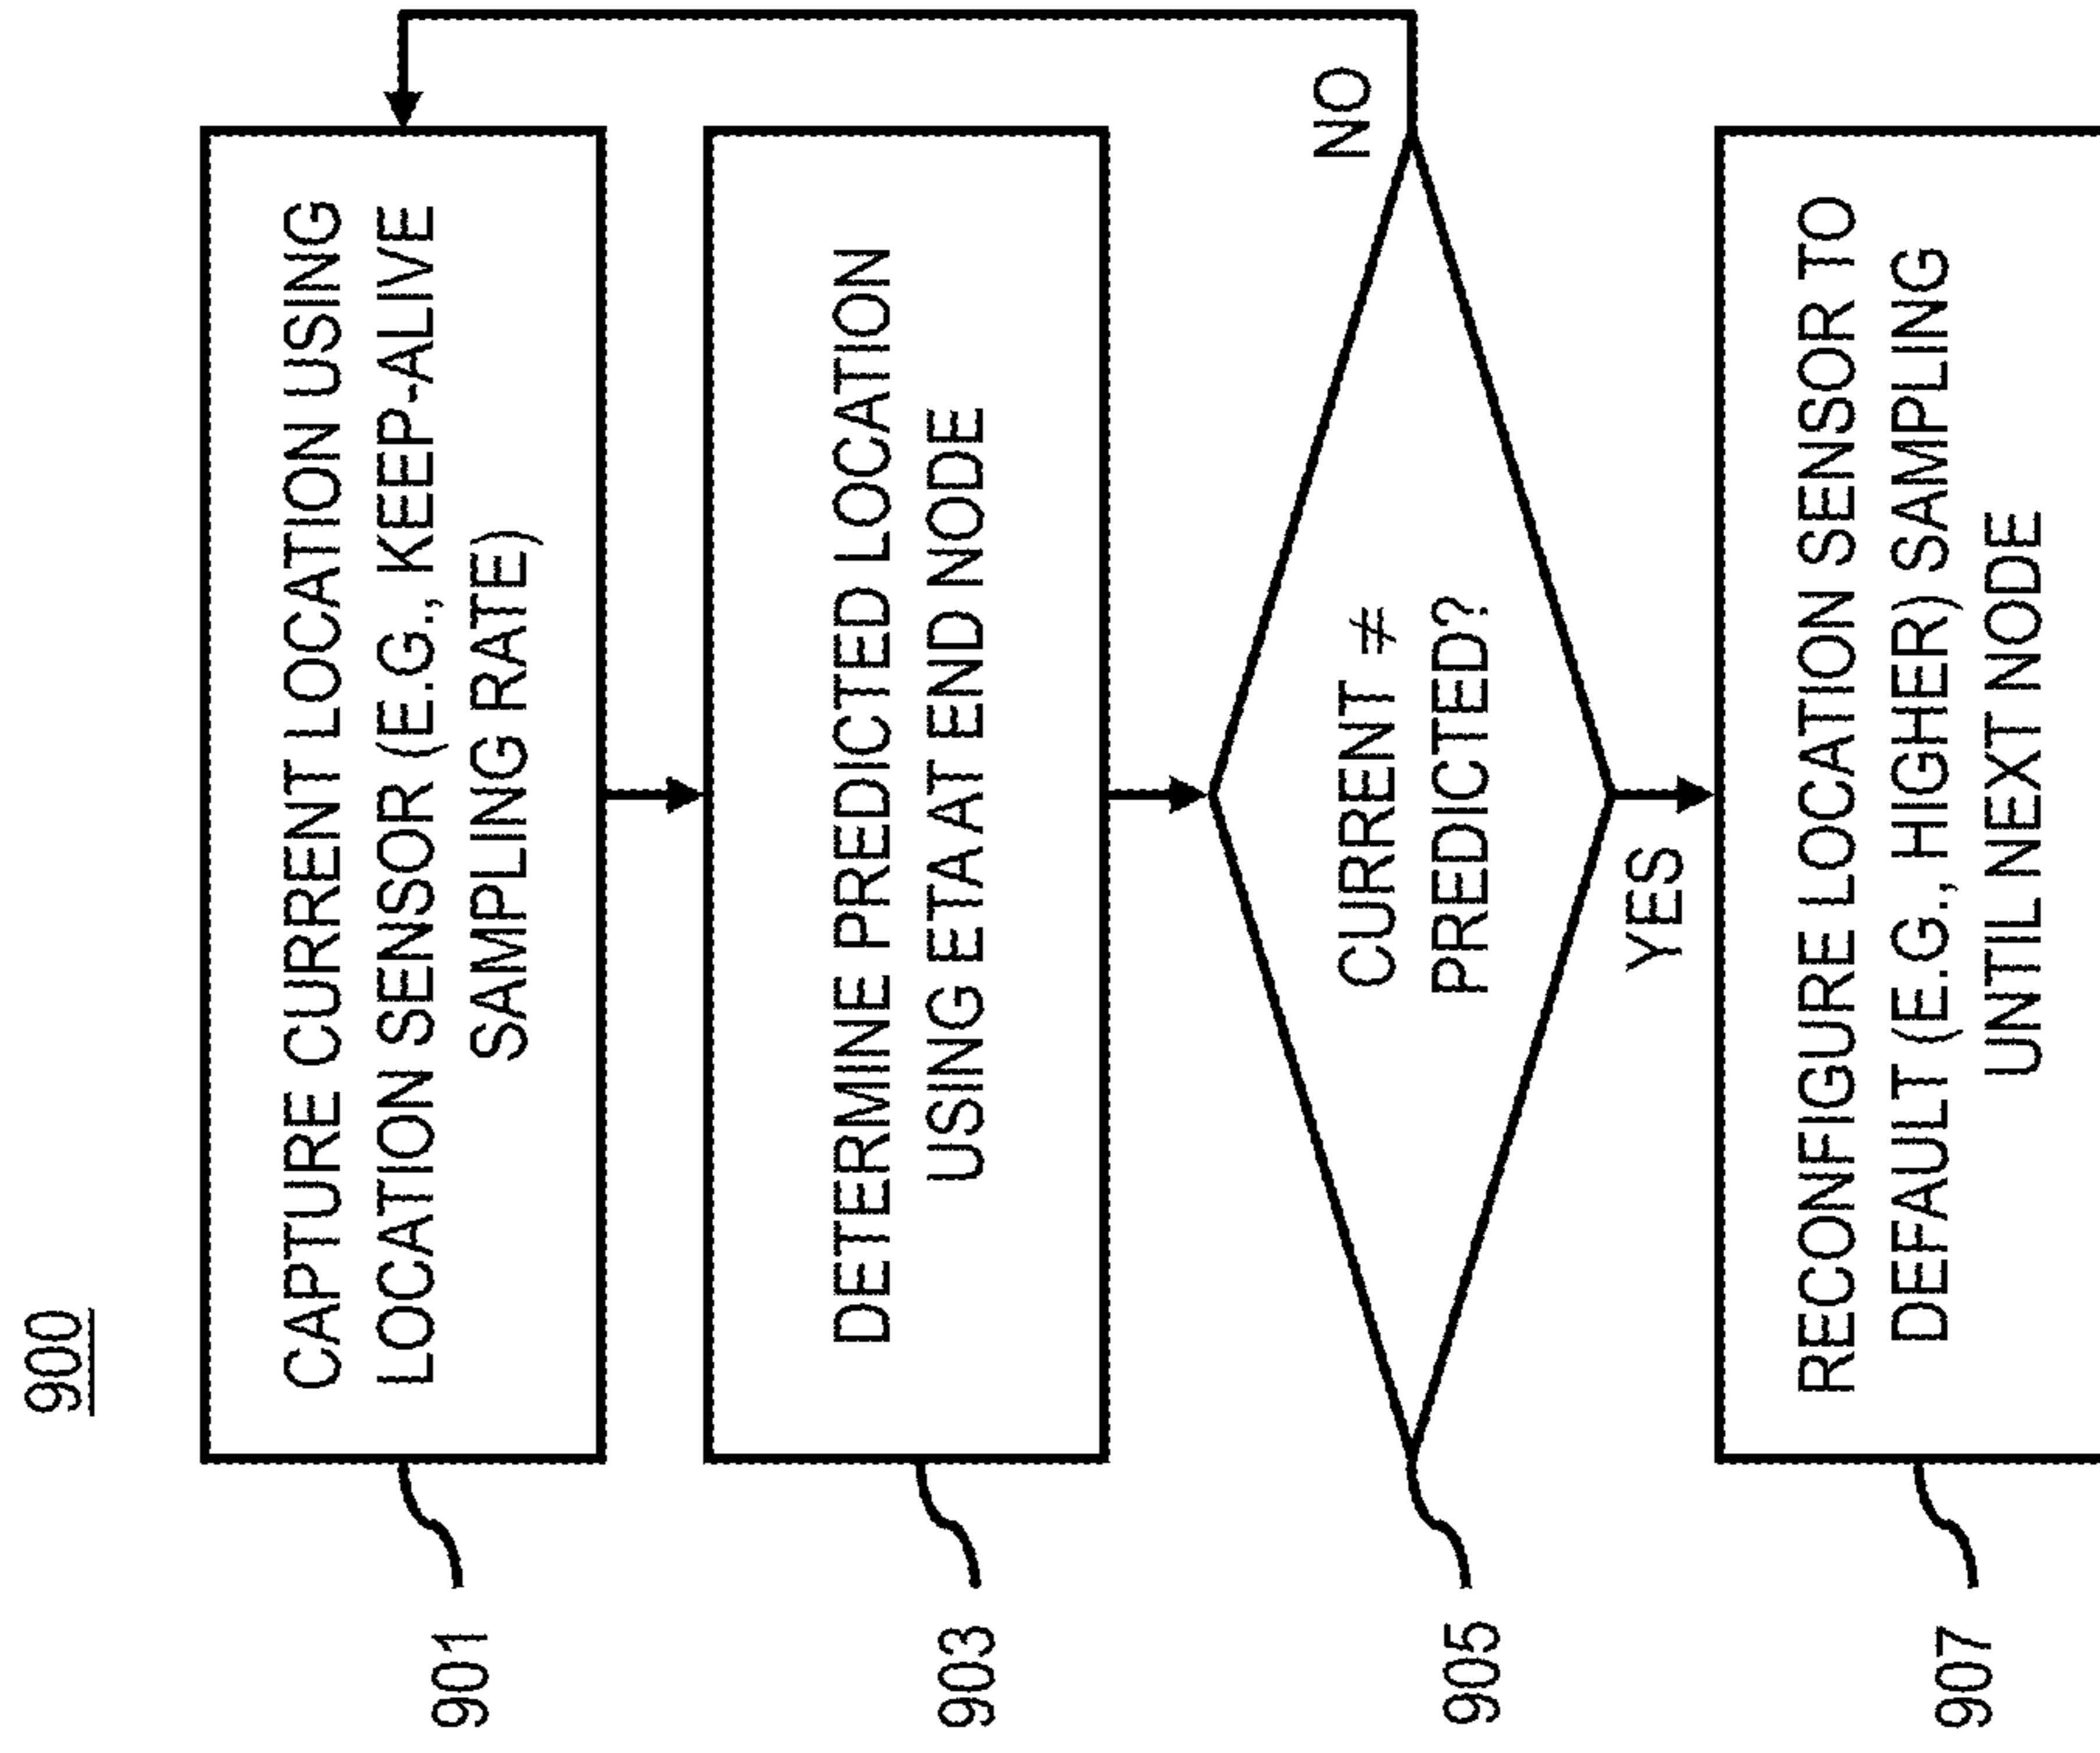 900
CAPTURE CURRENT LOCATION USING
LOCATION SENSOR (E.G., KEEP-ALIVE
SAMPLING RATE)
901
DETERMINE PREDICTED LOCATION
USING ETA AT END NODE
903
CURRENT ≠
PREDICTED?
905
NO
YES
RECONFIGURE LOCATION SENSOR TO
DEFAULT (E.G., HIGHER) SAMPLING
UNTIL NEXT NODE
907